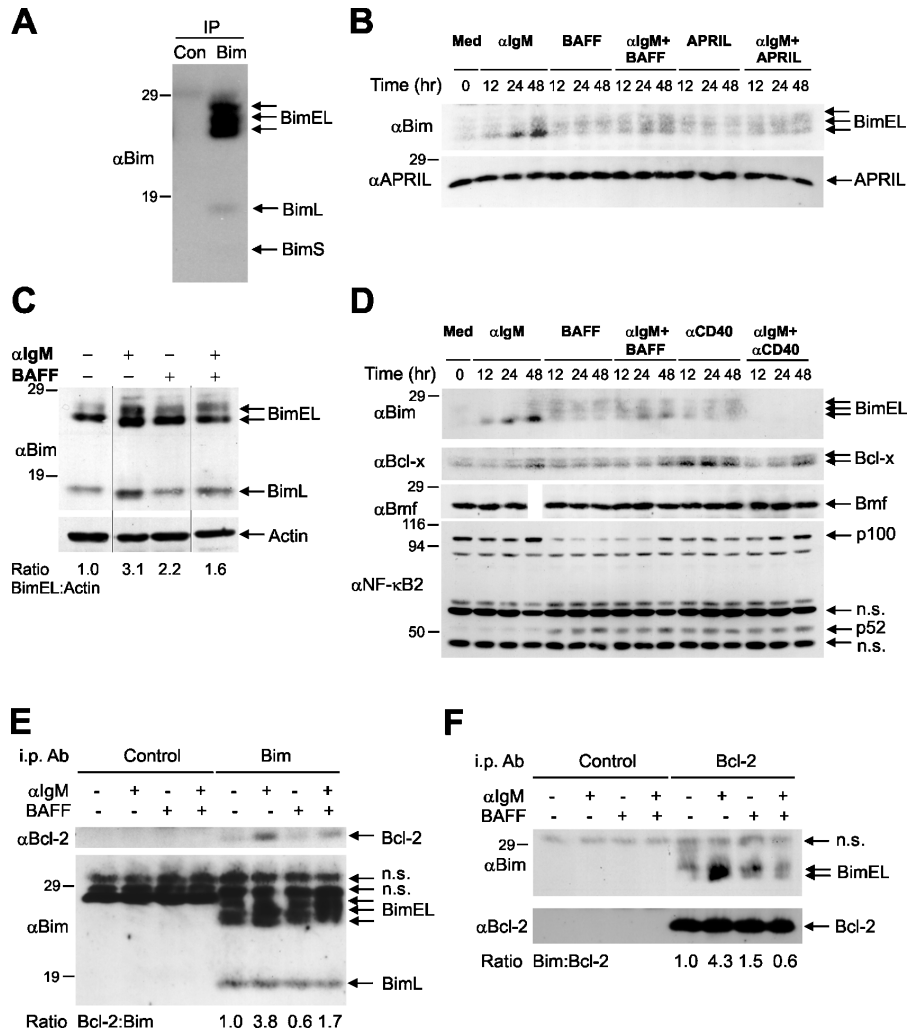 A
IP
Con Bim
29
BimEL
αBim
19
BimL
BimS
B
Med αIgM BAFF αIgM+ BAFF APRIL αIgM+ APRIL
Time (hr) 0 12 24 48 12 24 48 12 24 48 12 24 48 12 24 48
αBim BimEL
29
αAPRIL APRIL
C
αIgM – + – +
BAFF – – + +
29
BimEL
αBim
19
BimL
Actin
Ratio 1.0 3.1 2.2 1.6
BimEL:Actin
D
Med αIgM BAFF αIgM+ BAFF αCD40 αIgM+ αCD40
Time (hr) 0 12 24 48 12 24 48 12 24 48 12 24 48 12 24 48
29
αBim BimEL
αBcl-x Bcl-x
29
αBmf Bmf
116
p100
94
αNF-κB2
n.s.
50 p52
n.s.
E
i.p. Ab Control Bim
αIgM - + - + - + - +
BAFF - - + + - - + +
αBcl-2 Bcl-2
n.s.
29 n.s.
BimEL
αBim
19
BimL
Ratio Bcl-2:Bim 1.0 3.8 0.6 1.7
F
i.p. Ab Control Bcl-2
αIgM - + - + - + - +
BAFF - - + + - - + +
29 n.s.
αBim BimEL
αBcl-2 Bcl-2
Ratio Bim:Bcl-2 1.0 4.3 1.5 0.6